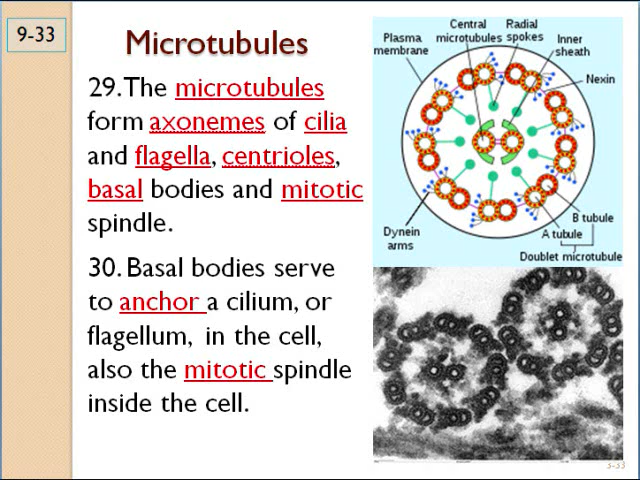 9-33
Microtubules
29. The microtubules
form axonemes of cilia
and flagella, centrioles,
basal bodies and mitotic
spindle.
30. Basal bodies serve
to anchor a cilium, or
flagellum, in the cell,
also the mitotic spindle
inside the cell.
Plasma
membrane
Central
microtubules
Radial
spokes
Inner
sheath
Nexin
Dynein
arms
B tubule
A tubule
Doublet microtubule
3-33